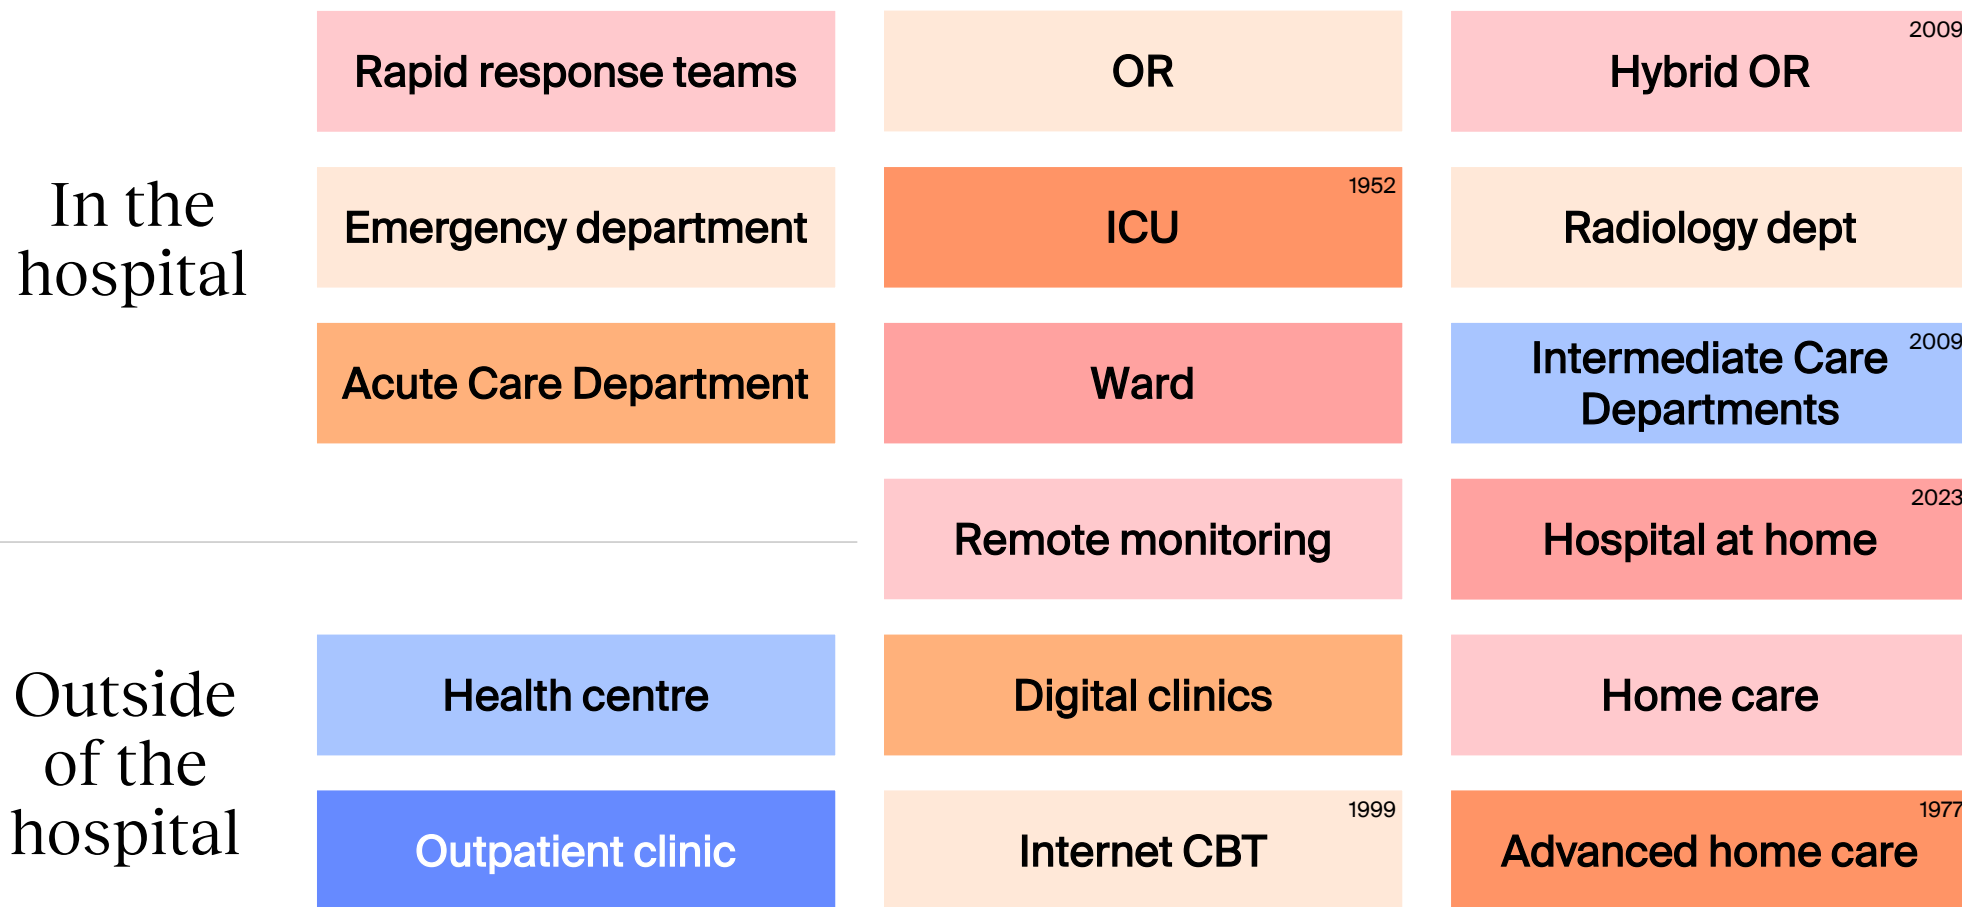 In the
hospital
Rapid response teams
OR
2009
Hybrid OR
Emergency department
1952
ICU
Radiology dept
Acute Care Department
Ward
2009
Intermediate Care
Departments
Remote monitoring
2023
Hospital at home
Outside
of the
hospital
Health centre
Digital clinics
Home care
Outpatient clinic
1999
Internet CBT
1977
Advanced home care